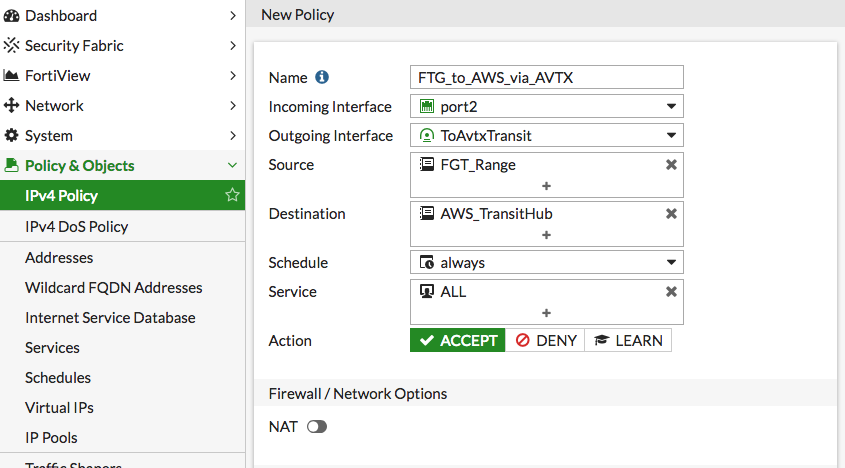 Dashboard
Security Fabric
FortiView
Network
System
Policy & Objects
IPv4 Policy
IPv4 DoS Policy
Addresses
Wildcard FQDN Addresses
Internet Service Database
Services
Schedules
Virtual IPs
IP Pools
Traffic Shapers
New Policy
Name FTG_to_AWS_via_AVTX
Incoming Interface port2
Outgoing Interface ToAvtxTransit
Source FGT_Range
Destination AWS_TransitHub
Schedule always
Service ALL
Action ACCEPT DENY LEARN
Firewall / Network Options
NAT